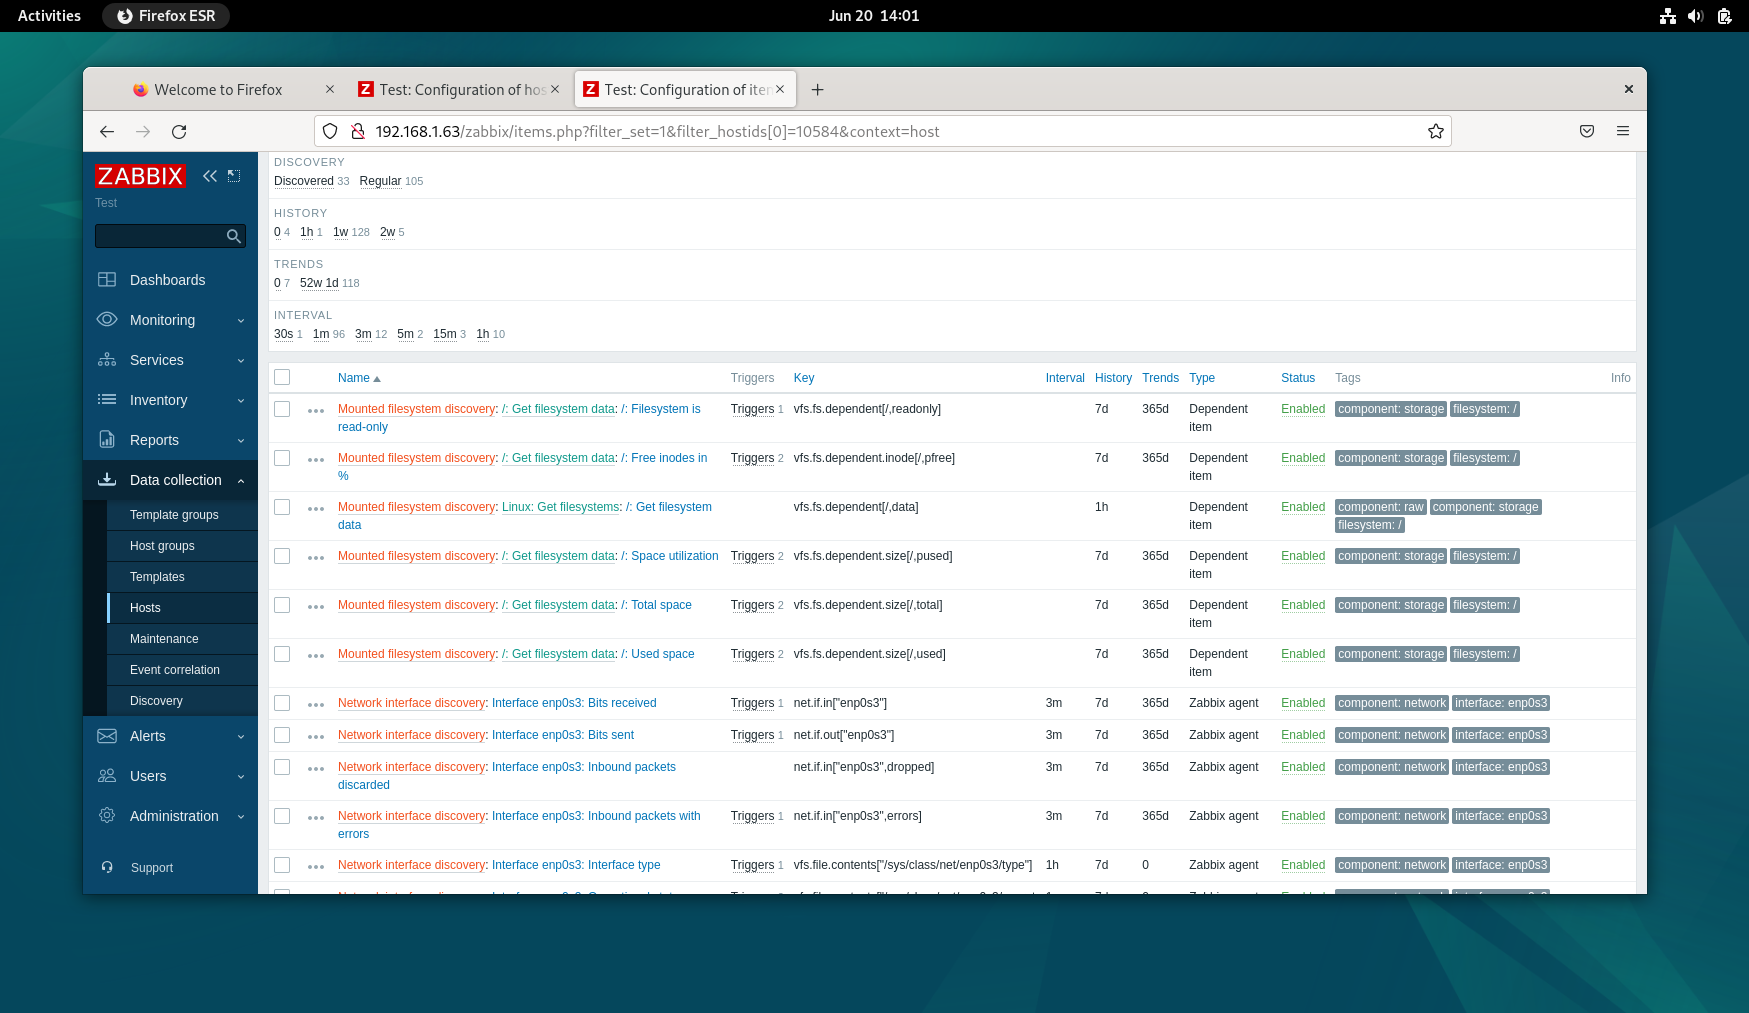 Activities Firefox ESR Jun 20 14:01
Welcome to Firefox Test: Configuration of hos Test: Configuration of iten
192.168.1.63/zabbix/items.php?filter_set=1&filter_hostids[0]=10584&context=host
ZABBIX
Test
Dashboards
Monitoring
Services
Inventory
Reports
Data collection
Template groups
Host groups
Templates
Hosts
Maintenance
Event correlation
Discovery
Alerts
Users
Administration
Support
DISCOVERY
Discovered 33 Regular 105
HISTORY
0 4 1h 1 1w 128 2w 5
TRENDS
0 7 52w 1d 118
INTERVAL
30s 1 1m 96 3m 12 5m 2 15m 3 1h 10
Name Triggers Key Interval History Trends Type Status Tags Info
Mounted filesystem discovery: /: Get filesystem data: /: Filesystem is Triggers 1 vfs.fs.dependent[/,readonly] 7d 365d Dependent Enabled component: storage filesystem: /
read-only item
Mounted filesystem discovery: /: Get filesystem data: /: Free inodes in Triggers 2 vfs.fs.dependent.inode[/,pfree] 7d 365d Dependent Enabled component: storage filesystem: /
% item
Mounted filesystem discovery: Linux: Get filesystems: /: Get filesystem vfs.fs.dependent[/,data] 1h Dependent Enabled component: raw component: storage
data item filesystem: /
Mounted filesystem discovery: /: Get filesystem data: /: Space utilization Triggers 2 vfs.fs.dependent.size[/,pused] 7d 365d Dependent Enabled component: storage filesystem: /
item
Mounted filesystem discovery: /: Get filesystem data: /: Total space Triggers 2 vfs.fs.dependent.size[/,total] 7d 365d Dependent Enabled component: storage filesystem: /
item
Mounted filesystem discovery: /: Get filesystem data: /: Used space Triggers 2 vfs.fs.dependent.size[/,used] 7d 365d Dependent Enabled component: storage filesystem: /
item
Network interface discovery: Interface enp0s3: Bits received Triggers 1 net.if.in["enp0s3"] 3m 7d 365d Zabbix agent Enabled component: network interface: enp0s3
Network interface discovery: Interface enp0s3: Bits sent Triggers 1 net.if.out["enp0s3"] 3m 7d 365d Zabbix agent Enabled component: network interface: enp0s3
Network interface discovery: Interface enp0s3: Inbound packets net.if.in["enp0s3",dropped] 3m 7d 365d Zabbix agent Enabled component: network interface: enp0s3
discarded
Network interface discovery: Interface enp0s3: Inbound packets with Triggers 1 net.if.in["enp0s3",errors] 3m 7d 365d Zabbix agent Enabled component: network interface: enp0s3
errors
Network interface discovery: Interface enp0s3: Interface type Triggers 1 vfs.file.contents["/sys/class/net/enp0s3/type"] 1h 7d 0 Zabbix agent Enabled component: network interface: enp0s3